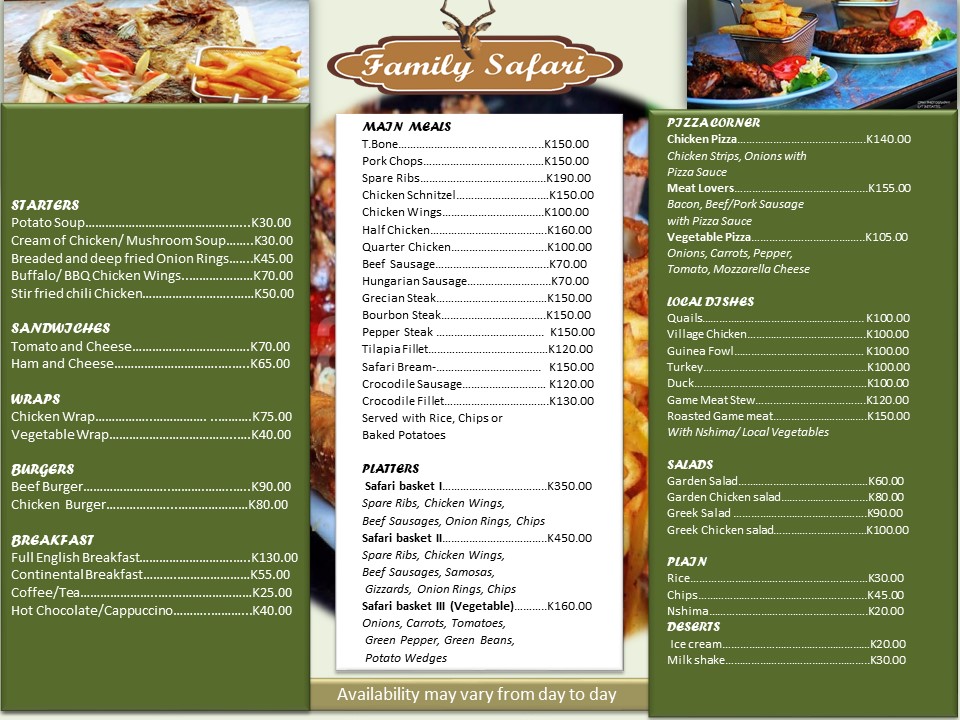 Family Safari
STARTERS
Potato Soup……………………………..…..K30.00
Cream of Chicken/ Mushroom Soup……..K30.00
Breaded and deep fried Onion Rings…….K45.00
Buffalo/ BBQ Chicken Wings..……….………K70.00
Stir fried chili Chicken…………..……….……K50.00
SANDWICHES
Tomato and Cheese………….……………….K70.00
Ham and Cheese………………………….……K65.00
WRAPS
Chicken Wrap………………………. …………K75.00
Vegetable Wrap…………………………..…..K40.00
BURGERS
Beef Burger…………………..……………..…..K90.00
Chicken Burger………………..………………K80.00
BREAKFAST
Full English Breakfast……………….………K130.00
Continental Breakfast………………………K55.00
Coffee/Tea…………..…………………………K25.00
Hot Chocolate/Cappuccino……….………..K40.00
MAIN MEALS
T.Bone……………………………………………..K150.00
Pork Chops…………………………………….K150.00
Spare Ribs……………………………………..K190.00
Chicken Schnitzel…………………………..K150.00
Chicken Wings………………………………K100.00
Half Chicken…………………………………..K160.00
Quarter Chicken…………………………….K100.00
Beef Sausage………………………………….K70.00
Hungarian Sausage………………………..K70.00
Grecian Steak…………………………………K150.00
Bourbon Steak……………………………….K150.00
Pepper Steak ……………………………… K150.00
Tilapia Fillet……………………………………K120.00
Safari Bream-……………………………… K150.00
Crocodile Sausage……………………… K120.00
Crocodile Fillet………………………………K130.00
Served with Rice, Chips or
Baked Potatoes
PLATTERS
Safari basket I………………………………K350.00
Spare Ribs, Chicken Wings,
Beef Sausages, Onion Rings, Chips
Safari basket II………………………………K450.00
Spare Ribs, Chicken Wings,
Beef Sausages, Samosas,
Gizzards, Onion Rings, Chips
Safari basket III (Vegetable)……….K160.00
Onions, Carrots, Tomatoes,
Green Pepper, Green Beans,
Potato Wedges
PIZZA CORNER
Chicken Pizza……………………………………….K140.00
Chicken Strips, Onions with
Pizza Sauce
Meat Lovers…………………………………………K155.00
Bacon, Beef/Pork Sausage
with Pizza Sauce
Vegetable Pizza………………………………….K105.00
Onions, Carrots, Pepper,
Tomato, Mozzarella Cheese
LOCAL DISHES
Quails…………………………………………………. K100.00
Village Chicken…………………………………….K100.00
Guinea Fowl……………………………………….. K100.00
Turkey…………………………………………………..K100.00
Duck……………………………………………………..K100.00
Game Meat Stew………………………………….K120.00
Roasted Game meat…………………………….K150.00
With Nshima/ Local Vegetables
SALADS
Garden Salad……………………………………….K60.00
Garden Chicken salad………………………….K80.00
Greek Salad …………………………………………K90.00
Greek Chicken salad……………………………K100.00
PLAIN
Rice………………………………………………………K30.00
Chips…………………………………………………….K45.00
Nshima…………………………………………………K20.00
DESERTS
Ice cream………………………………………………K20.00
Milk shake…………………………………………….K30.00
Availability may vary from day to day